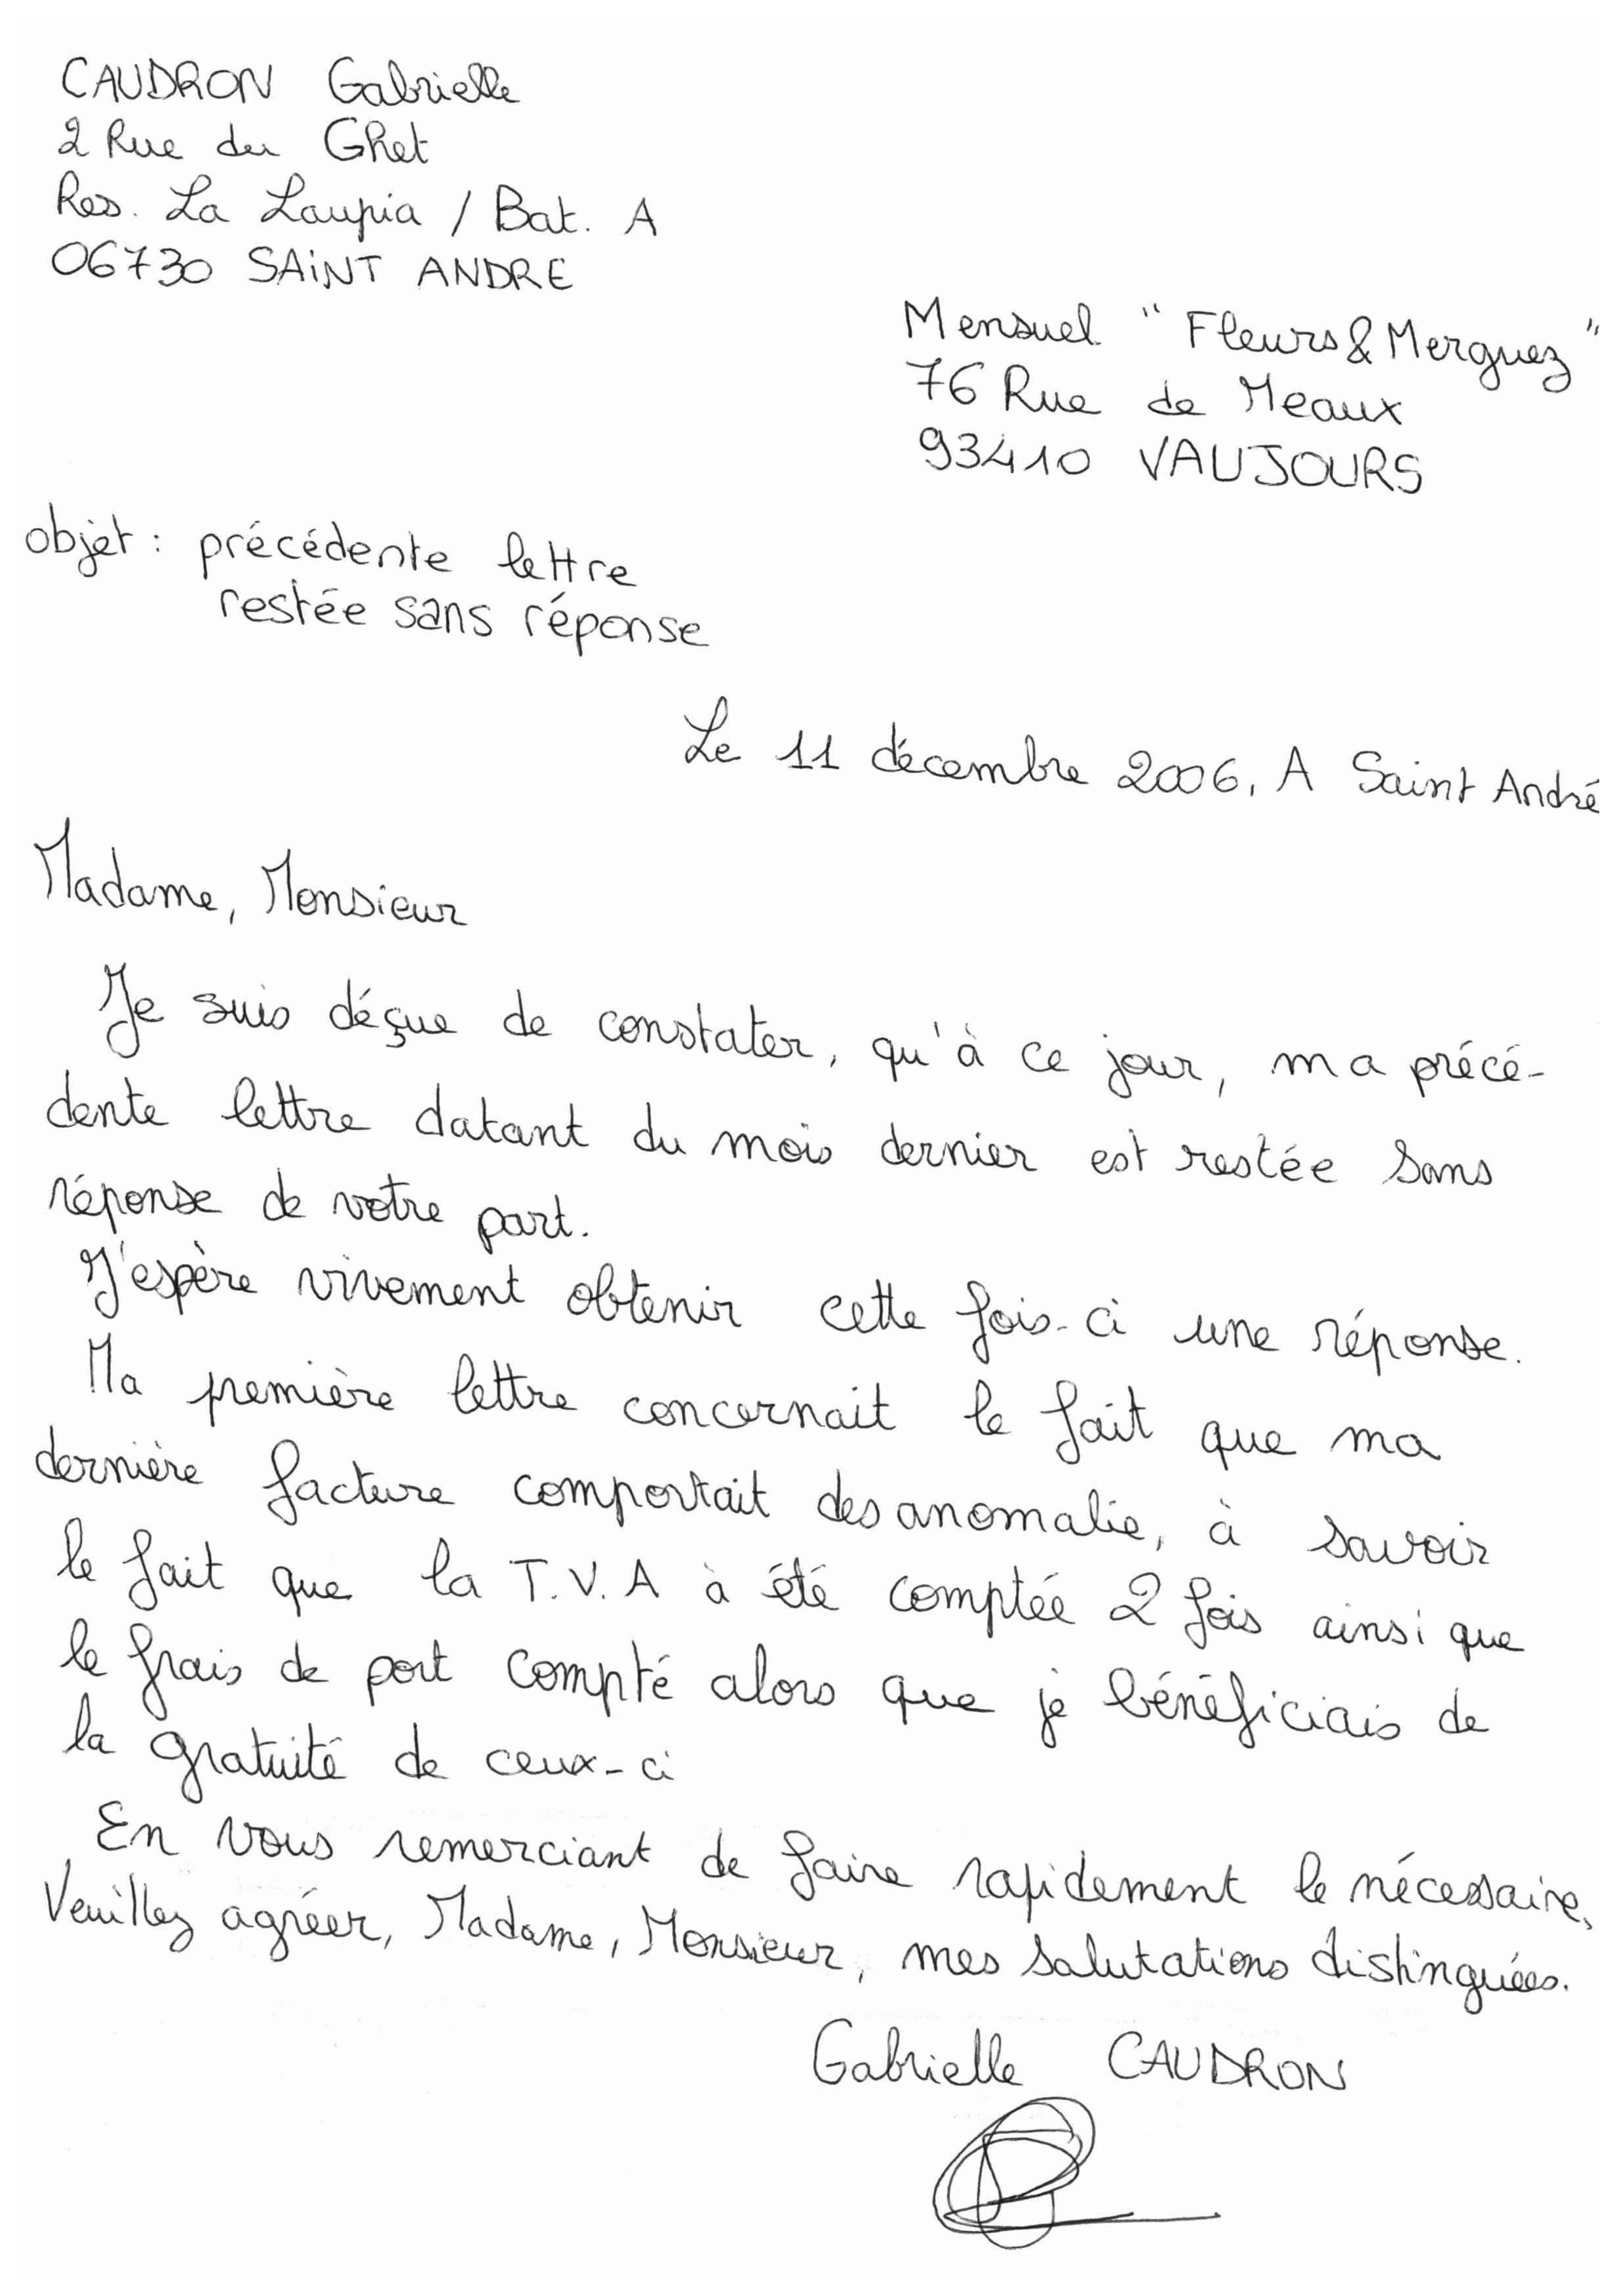 CAUDRON Gabrielle
2 Rue du Ghet
Res. La Loupia / Bat. A
06730 SAiNT ANDRE
Mensuel "Fleurs & Merguez"
76 Rue de Meaux
93410 VAUJOURS
objet : précédente lettre
restée sans réponse
Le 11 décembre 2006, A Saint André
Madame, Monsieur
Je suis déçue de constater, qu'à ce jour, ma précé-
dente lettre datant du mois dernier est restée sans
réponse de votre part.
J'espère vivement obtenir cette fois-ci une réponse.
Ma première lettre concernait le fait que ma
dernière facture comportait des anomalie, à savoir
le fait que la T.V.A à été comptée 2 fois ainsi que
le frais de port compté alors que je bénéficiais de
la gratuité de ceux-ci
En vous remerciant de faire rapidement le nécessaire,
Veuillez agréer, Madame, Monsieur, mes salutations distinguées.
Gabrielle CAUDRON